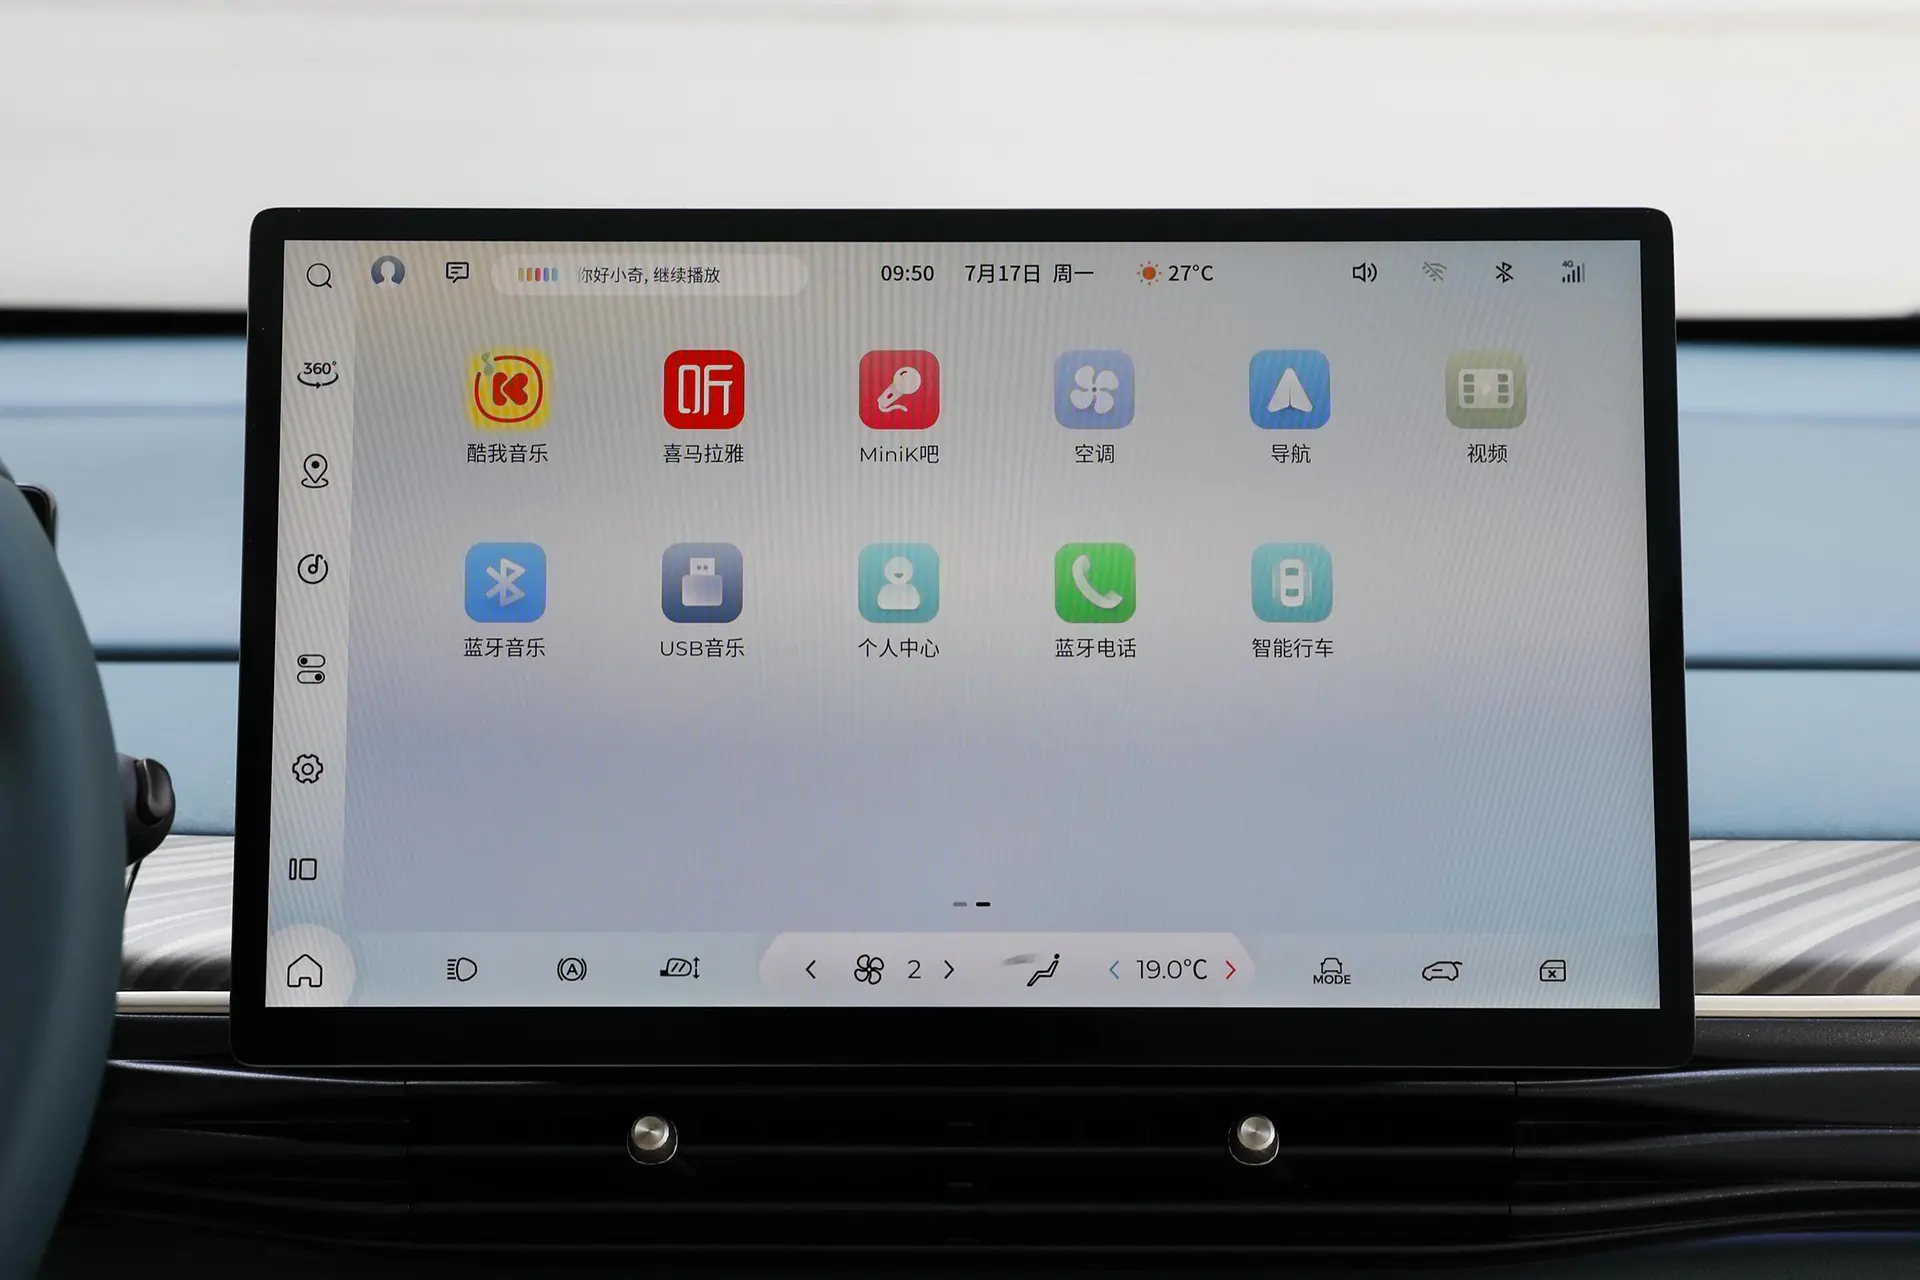 你好小奇, 继续播放
09:50 7月17日 周一 27°C
4G
360°
听
酷我音乐 喜马拉雅 MiniK吧 空调 导航 视频
蓝牙音乐 USB音乐 个人中心 蓝牙电话 智能行车
A 2 19.0°C MODE